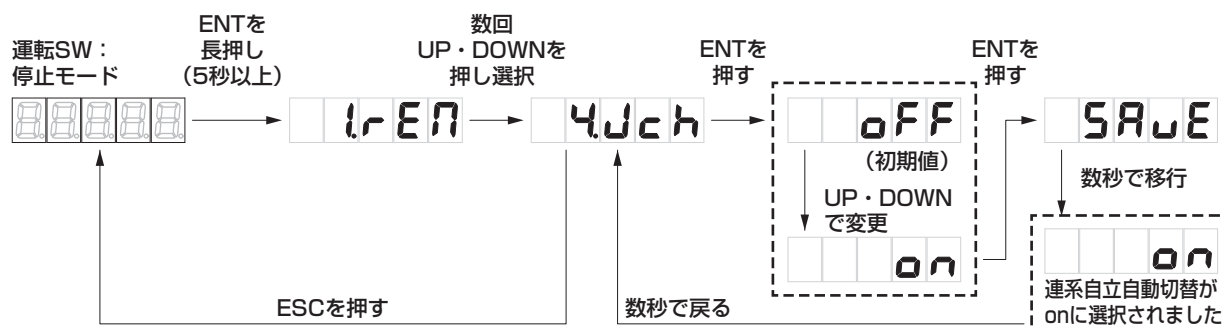 運転SW：
停止モード
ENTを
長押し
（5秒以上）
1.rEM
数回
UP・DOWNを
押し選択
4.Jch
ENTを
押す
oFF
（初期値）
UP・DOWN
で変更
on
ENTを
押す
SAvE
数秒で移行
on
連系自立自動切替が
onに選択されました
数秒で戻る
ESCを押す